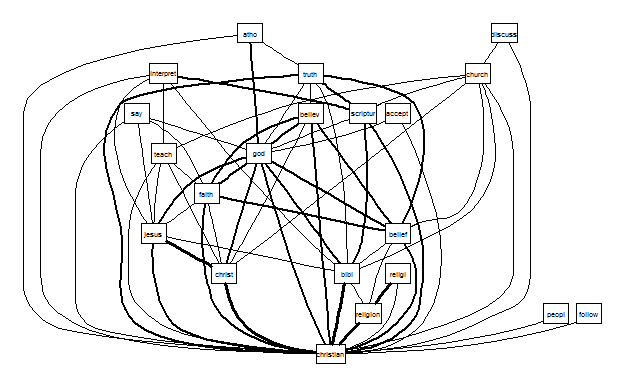 atho
discuss
interpret
truth
church
say
believ
scriptur
accept
teach
god
faith
jesus
belief
christ
bibl
religi
religion
peopl
follow
christian